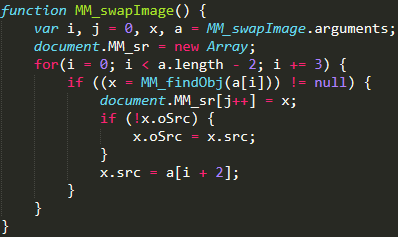 function MM_swapImage() {
    var i, j = 0, x, a = MM_swapImage.arguments;
    document.MM_sr = new Array;
    for(i = 0; i < a.length - 2; i += 3) {
        if ((x = MM_findObj(a[i])) != null) {
            document.MM_sr[j++] = x;
            if (!x.oSrc) {
                x.oSrc = x.src;
            }
            x.src = a[i + 2];
        }
    }
}